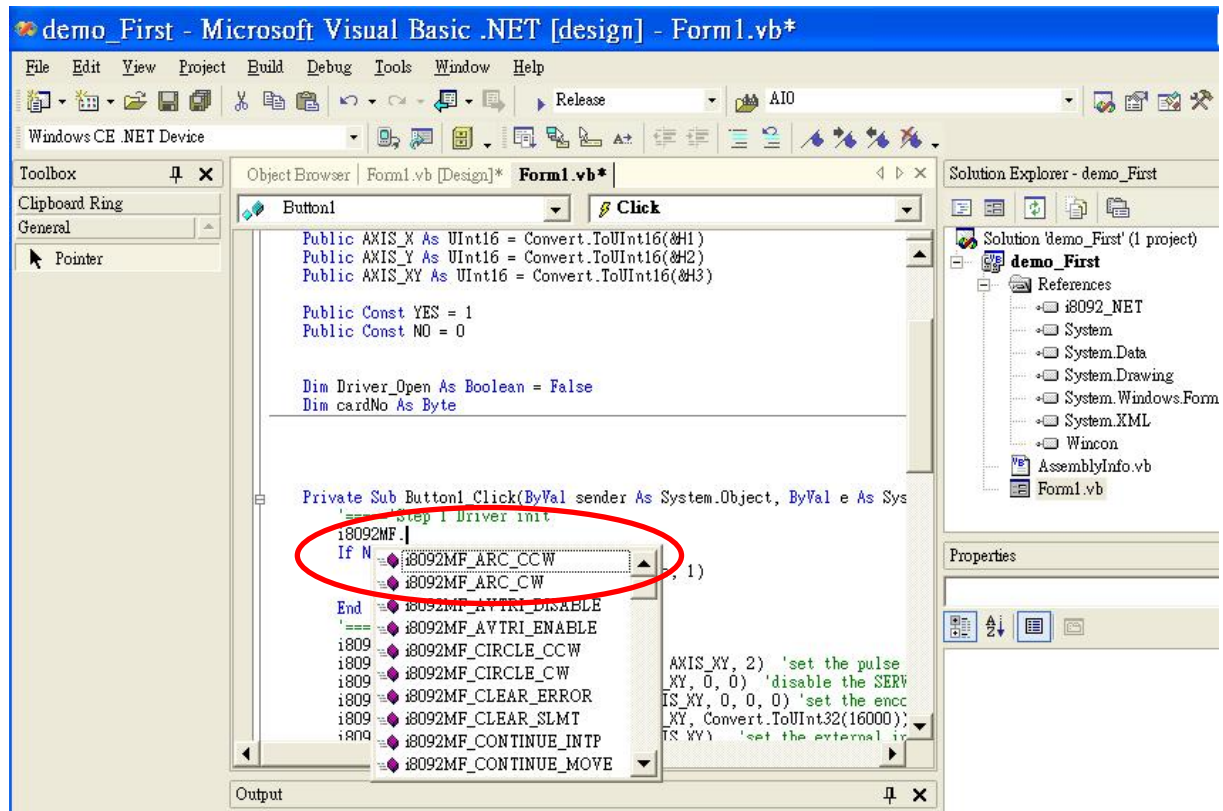 demo_First - Microsoft Visual Basic .NET [design] - Form1.vb*
File Edit View Project Build Debug Tools Window Help
Release AIO
Windows CE .NET Device
Toolbox
Clipboard Ring
General
Pointer
Object Browser Form1.vb [Design]* Form1.vb*
Button1 Click
Public AXIS_X As UInt16 = Convert.ToUInt16(&H1)
Public AXIS_Y As UInt16 = Convert.ToUInt16(&H2)
Public AXIS_XY As UInt16 = Convert.ToUInt16(&H3)
Public Const YES = 1
Public Const NO = 0
Dim Driver_Open As Boolean = False
Dim cardNo As Byte
Private Sub Button1_Click(ByVal sender As System.Object, ByVal e As Sys
'===== 'Step 1 Driver init
i8092MF.
If N
, 1)
End
'===
i809
i809 AXIS_XY, 2) 'set the pulse
i809 XY, 0, 0) 'disable the SERV
i809 IS_XY, 0, 0, 0) 'set the enco
i809 _XY, Convert.ToUInt32(16000))
i809 IS_XY) 'set the external in
i8092MF_ARC_CCW
i8092MF_ARC_CW
i8092MF_AVTRI_DISABLE
i8092MF_AVTRI_ENABLE
i8092MF_CIRCLE_CCW
i8092MF_CIRCLE_CW
i8092MF_CLEAR_ERROR
i8092MF_CLEAR_SLMT
i8092MF_CONTINUE_INTP
i8092MF_CONTINUE_MOVE
Output
Solution Explorer - demo_First
Solution 'demo_First' (1 project)
demo_First
References
i8092_NET
System
System.Data
System.Drawing
System.Windows.Form
System.XML
Wincon
AssemblyInfo.vb
Form1.vb
Properties